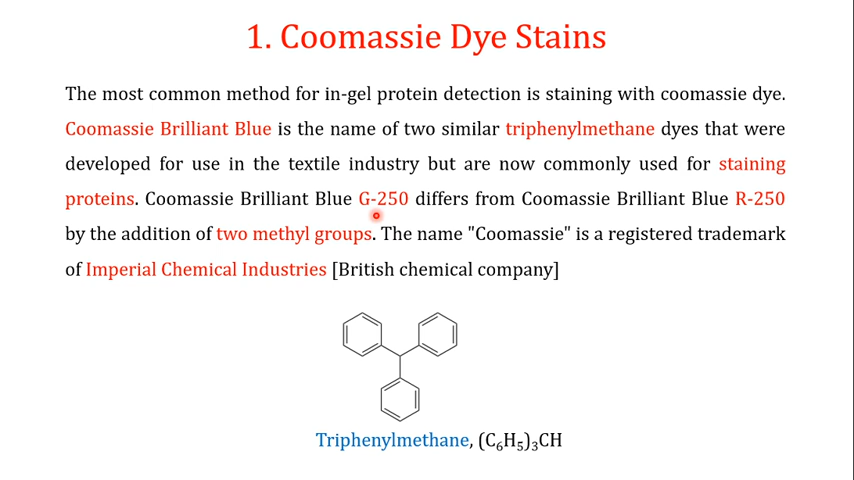 1. Coomassie Dye Stains
The most common method for in-gel protein detection is staining with coomassie dye.
Coomassie Brilliant Blue is the name of two similar triphenylmethane dyes that were
developed for use in the textile industry but are now commonly used for staining
proteins. Coomassie Brilliant Blue G-250 differs from Coomassie Brilliant Blue R-250
by the addition of two methyl groups. The name "Coomassie" is a registered trademark
of Imperial Chemical Industries [British chemical company]
Triphenylmethane, (C₆H₅)₃CH